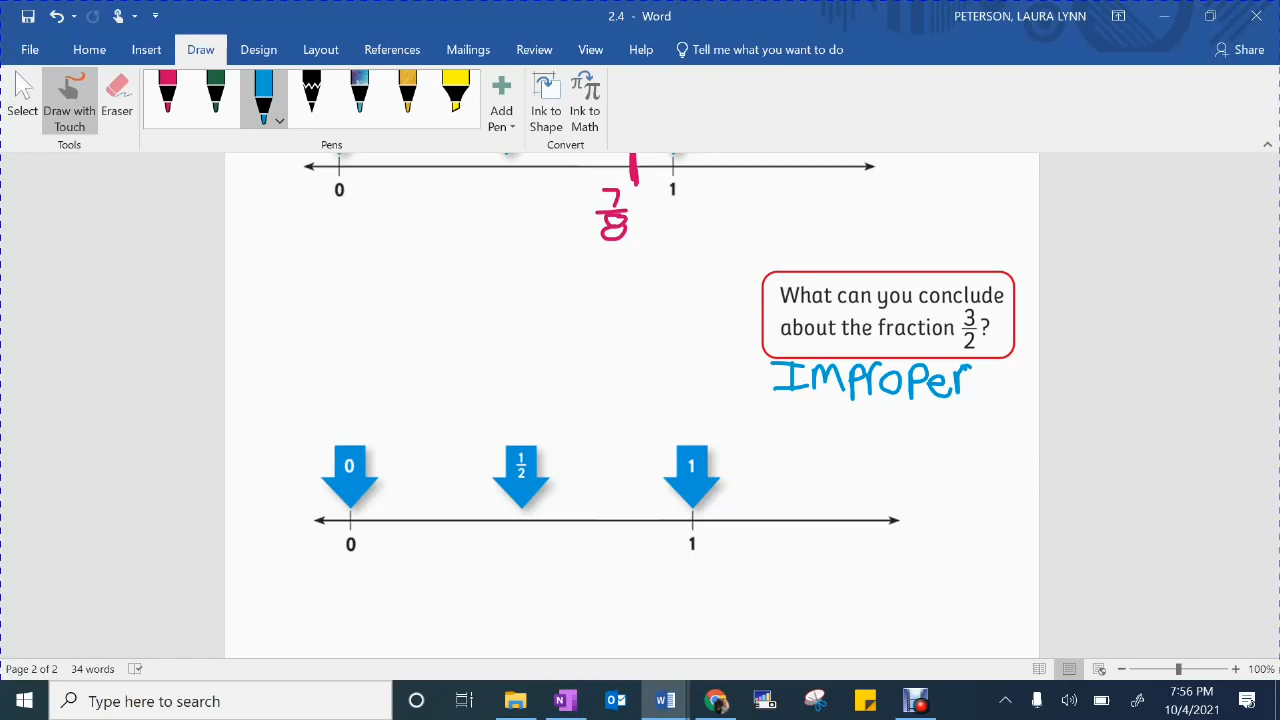 2.4 - Word
PETERSON, LAURA LYNN
File Home Insert Draw Design Layout References Mailings Review View Help Tell me what you want to do Share
Select
Draw with Touch
Eraser
Add Pen
Ink to Shape
Ink to Math
Tools
Pens
Convert
0 1
7/8
What can you conclude
about the fraction 3/2?
Improper
0 1/2 1
0 1
Page 2 of 2 34 words 100%
Type here to search
7:56 PM
10/4/2021